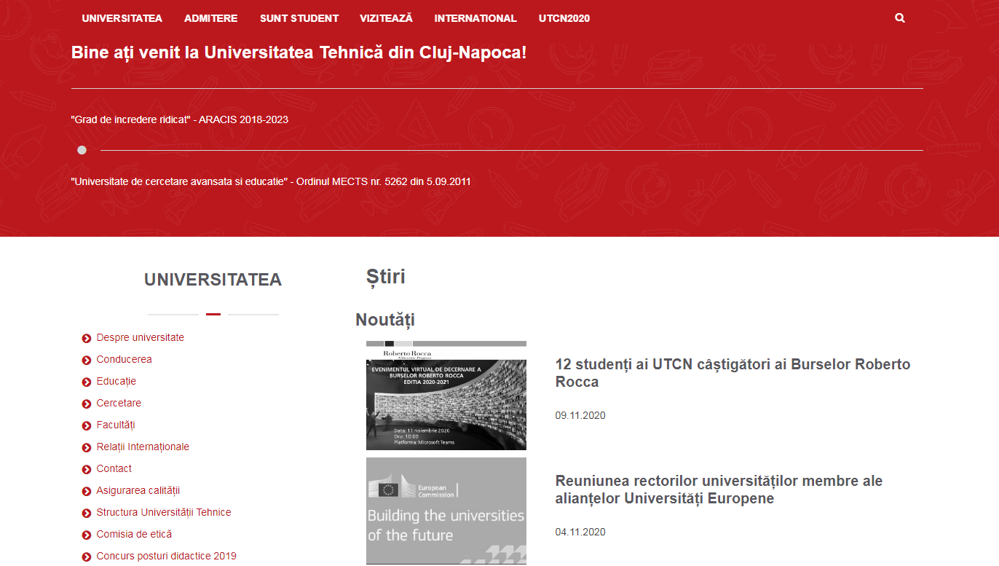 UNIVERSITATEA ADMITERE SUNT STUDENT VIZITEAZĂ INTERNATIONAL UTCN2020
Bine ați venit la Universitatea Tehnică din Cluj-Napoca!
"Grad de incredere ridicat" - ARACIS 2018-2023
"Universitate de cercetare avansata si educatie" - Ordinul MECTS nr. 5262 din 5.09.2011
UNIVERSITATEA
Despre universitate
Conducerea
Educație
Cercetare
Facultăți
Relații Internaționale
Contact
Asigurarea calității
Structura Universității Tehnice
Comisia de etică
Concurs posturi didactice 2019
Știri
Noutăți
Roberto Rocca
Education Program
EVENIMENTUL VIRTUAL DE DECERNARE A
BURSELOR ROBERTO ROCCA
EDITIA 2020-2021
Data: 11 noiembrie 2020
Ora: 10:00
Platforma: Microsoft Teams
12 studenți ai UTCN câștigători ai Burselor Roberto
Rocca
09.11.2020
European
Commission
Building the universities
of the future
Reuniunea rectorilor universităților membre ale
alianțelor Universități Europene
04.11.2020